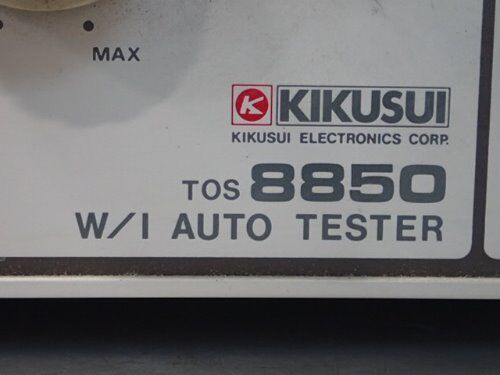 MAX
K KIKUSUI
KIKUSUI ELECTRONICS CORP.
TOS 8850
W/I AUTO TESTER